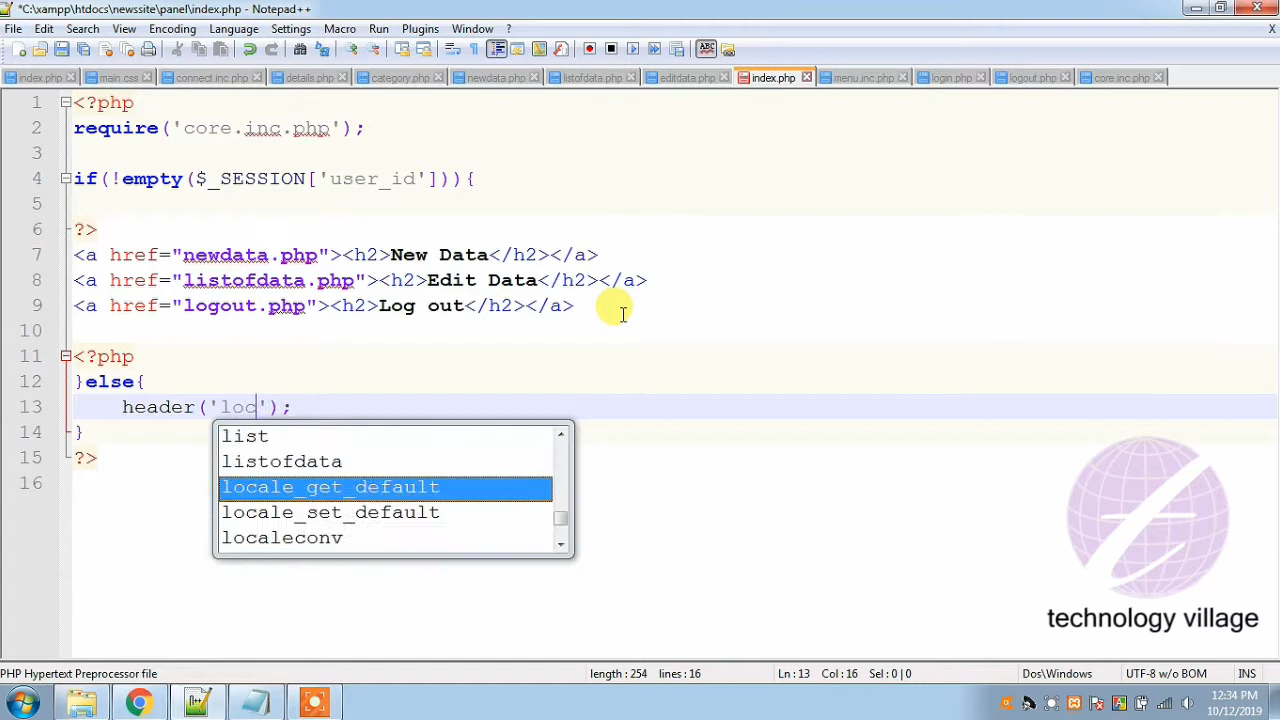 *C:\xampp\htdocs\newssite\panel\index.php - Notepad++
File Edit Search View Encoding Language Settings Macro Run Plugins Window ? X
index.php main.css connect.inc.php details.php category.php newdata.php listofdata.php editdata.php index.php menu.inc.php login.php logout.php core.inc.php
1 <?php
2 require('core.inc.php');
3
4 if(!empty($_SESSION['user_id'])){
5
6 ?>
7 <a href="newdata.php"><h2>New Data</h2></a>
8 <a href="listofdata.php"><h2>Edit Data</h2></a>
9 <a href="logout.php"><h2>Log out</h2></a>
10
11 <?php
12 }else{
13 header('loc');
14 }
15 ?>
16
list
listofdata
locale_get_default
locale_set_default
localeconv
technology village
PHP Hypertext Preprocessor file length : 254 lines : 16 Ln : 13 Col : 16 Sel : 0 | 0 Dos\Windows UTF-8 w/o BOM INS
12:34 PM
10/12/2019